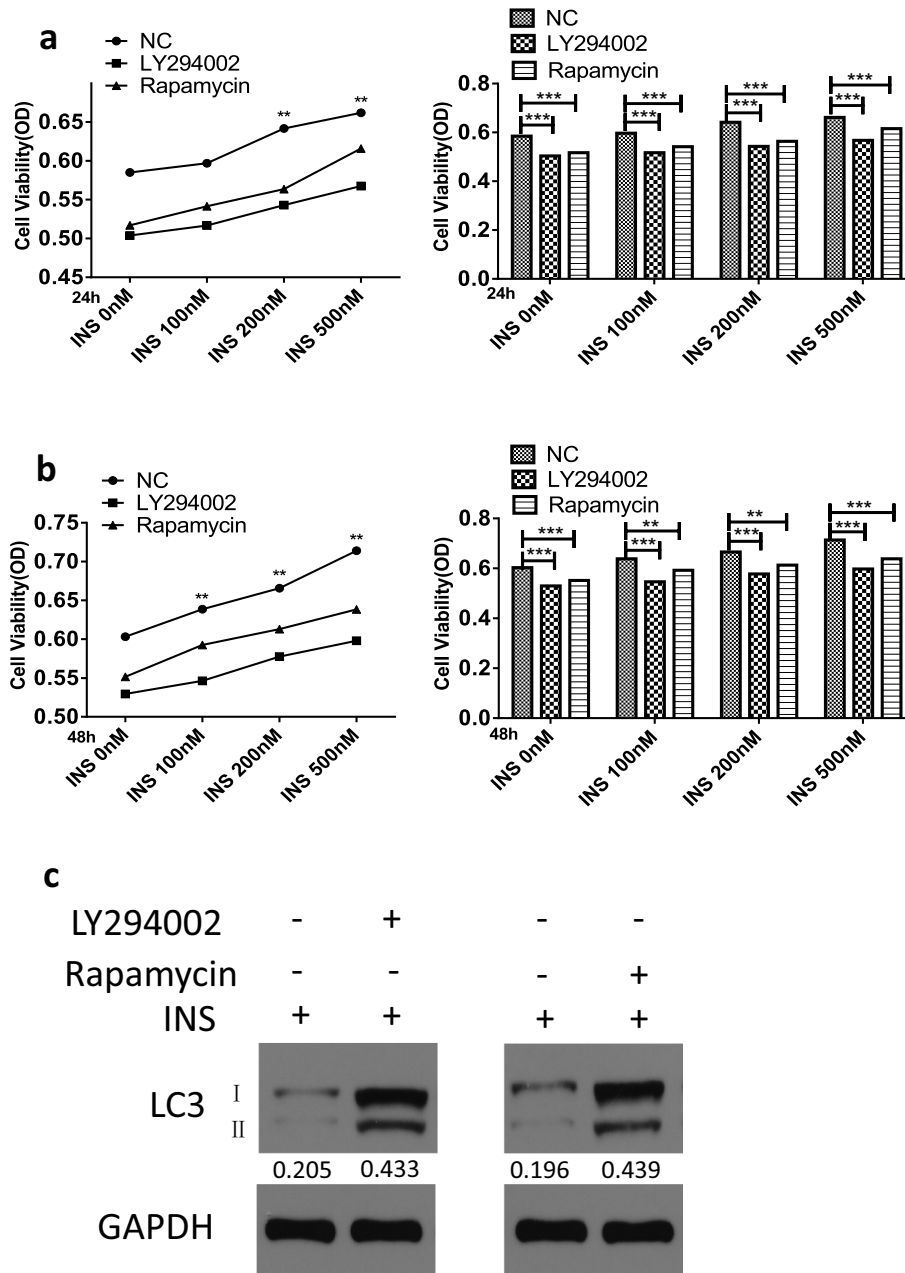 a
NC
LY294002
Rapamycin
Cell Viability(OD)
0.65
0.60
0.55
0.50
0.45
** **
24h
INS 0nM
INS 100nM
INS 200nM
INS 500nM
NC
LY294002
Rapamycin
Cell Viability(OD)
0.8
0.6
0.4
0.2
0.0
*** *** *** ***
*** *** *** ***
24h
INS 0nM
INS 100nM
INS 200nM
INS 500nM
b
NC
LY294002
Rapamycin
Cell Viability(OD)
0.75
0.70
0.65
0.60
0.55
0.50
** ** **
48h
INS 0nM
INS 100nM
INS 200nM
INS 500nM
NC
LY294002
Rapamycin
Cell Viability(OD)
0.8
0.6
0.4
0.2
0.0
*** ** ** ***
*** *** *** ***
48h
INS 0nM
INS 100nM
INS 200nM
INS 500nM
c
LY294002 - + - -
Rapamycin - - - +
INS + + + +
LC3
I
II
0.205 0.433 0.196 0.439
GAPDH